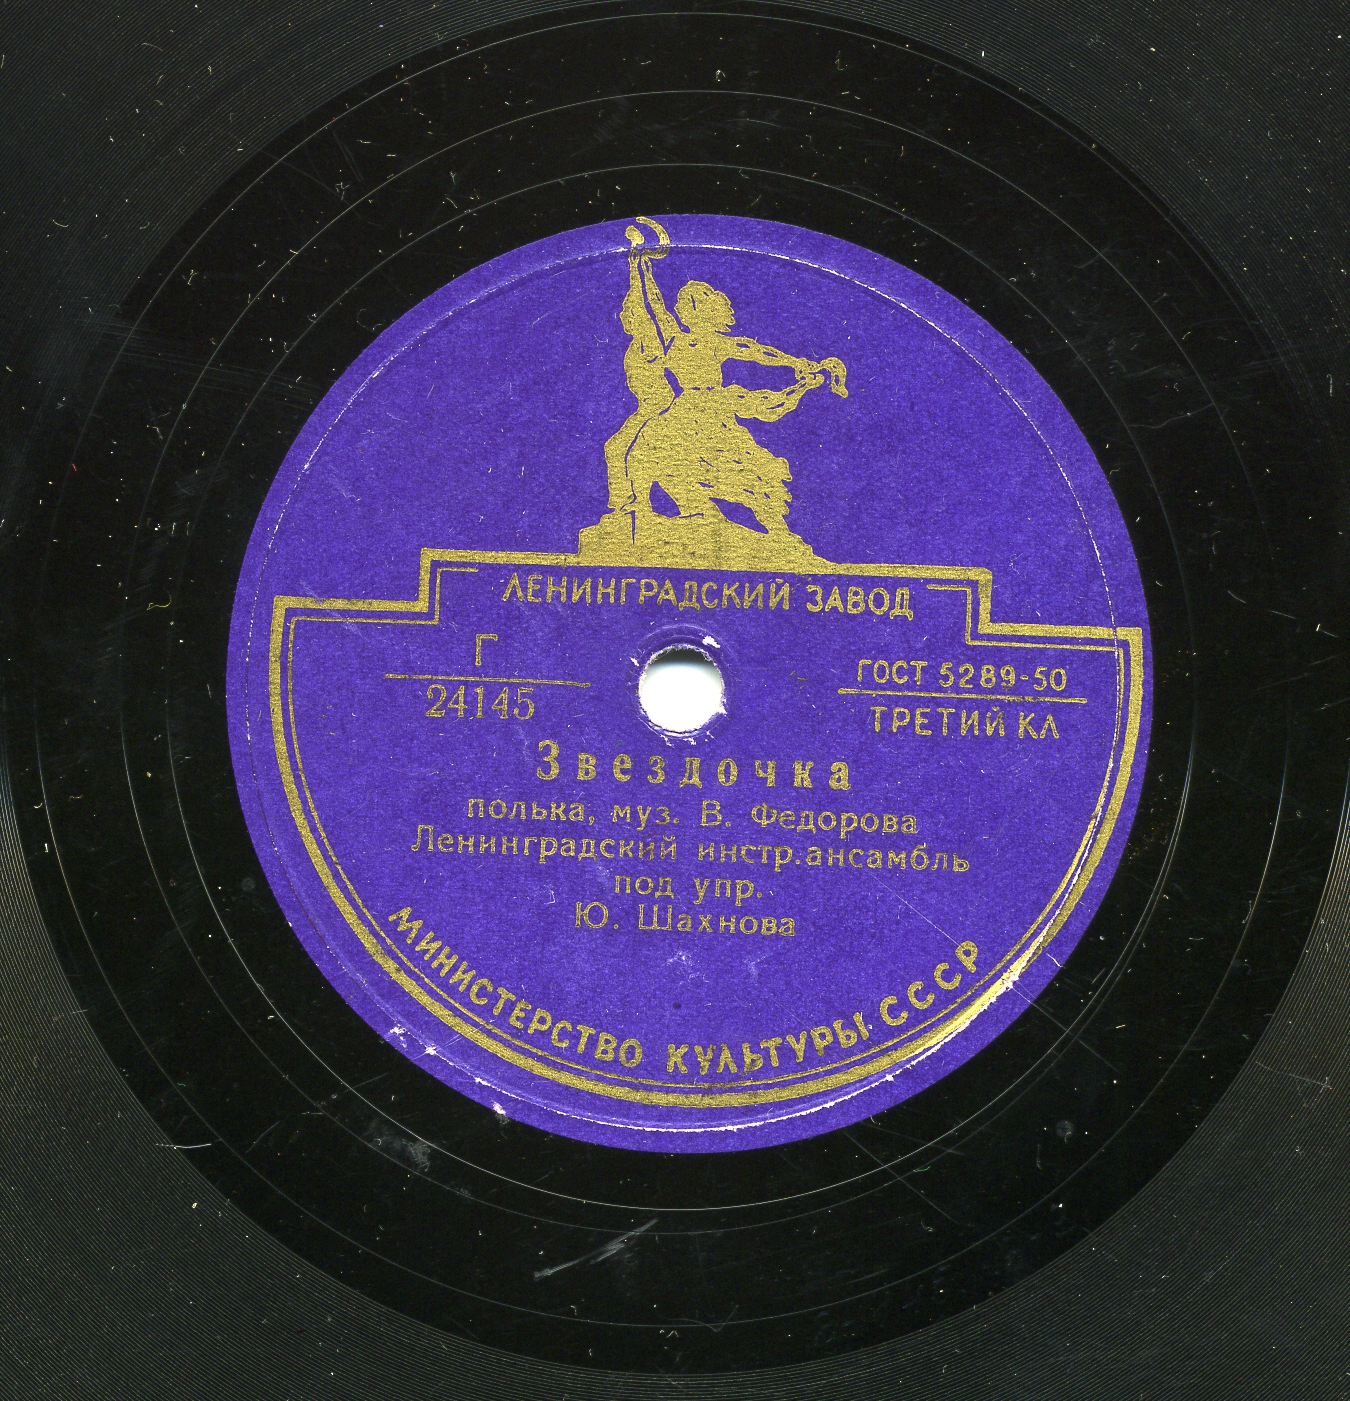 ЛЕНИНГРАДСКИЙ ЗАВОД
Г
24145
ГОСТ 5289-50
ТРЕТИЙ КЛ
Звездочка
полька, муз. В. Федорова
Ленинградский инстр.ансамбль
под упр.
Ю. Шахнова
МИНИСТЕРСТВО КУЛЬТУРЫ СССР